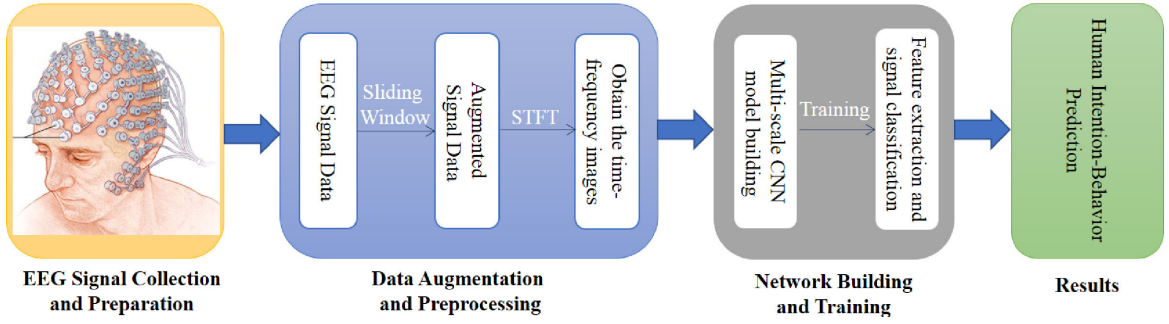 EEG Signal Data
Sliding
Window
Augmented
Signal Data
STFT
Obtain the time-
frequency images
Multi-scale CNN
model building
Training
Feature extraction and
signal classification
Human Intention-Behavior
Prediction
EEG Signal Collection
and Preparation
Data Augmentation
and Preprocessing
Network Building
and Training
Results